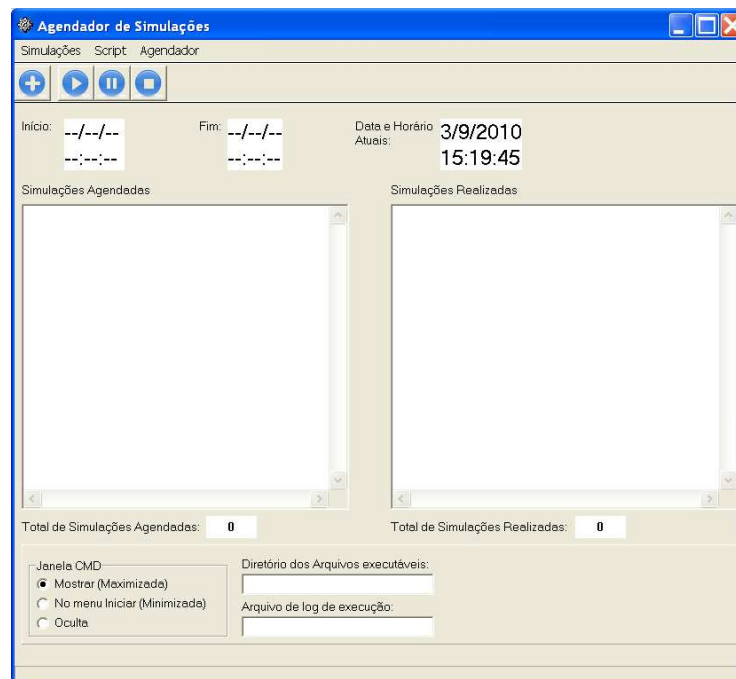 Agendador de Simulações
Simulações Script Agendador
Início: --/--/-- Fim: --/--/-- Data e Horário Atuais: 3/9/2010
--:--:-- --:--:-- 15:19:45
Simulações Agendadas Simulações Realizadas
Total de Simulações Agendadas: 0 Total de Simulações Realizadas: 0
Janela CMD
Mostrar (Maximizada)
No menu Iniciar (Minimizada)
Oculta
Diretório dos Arquivos executáveis:
Arquivo de log de execução: